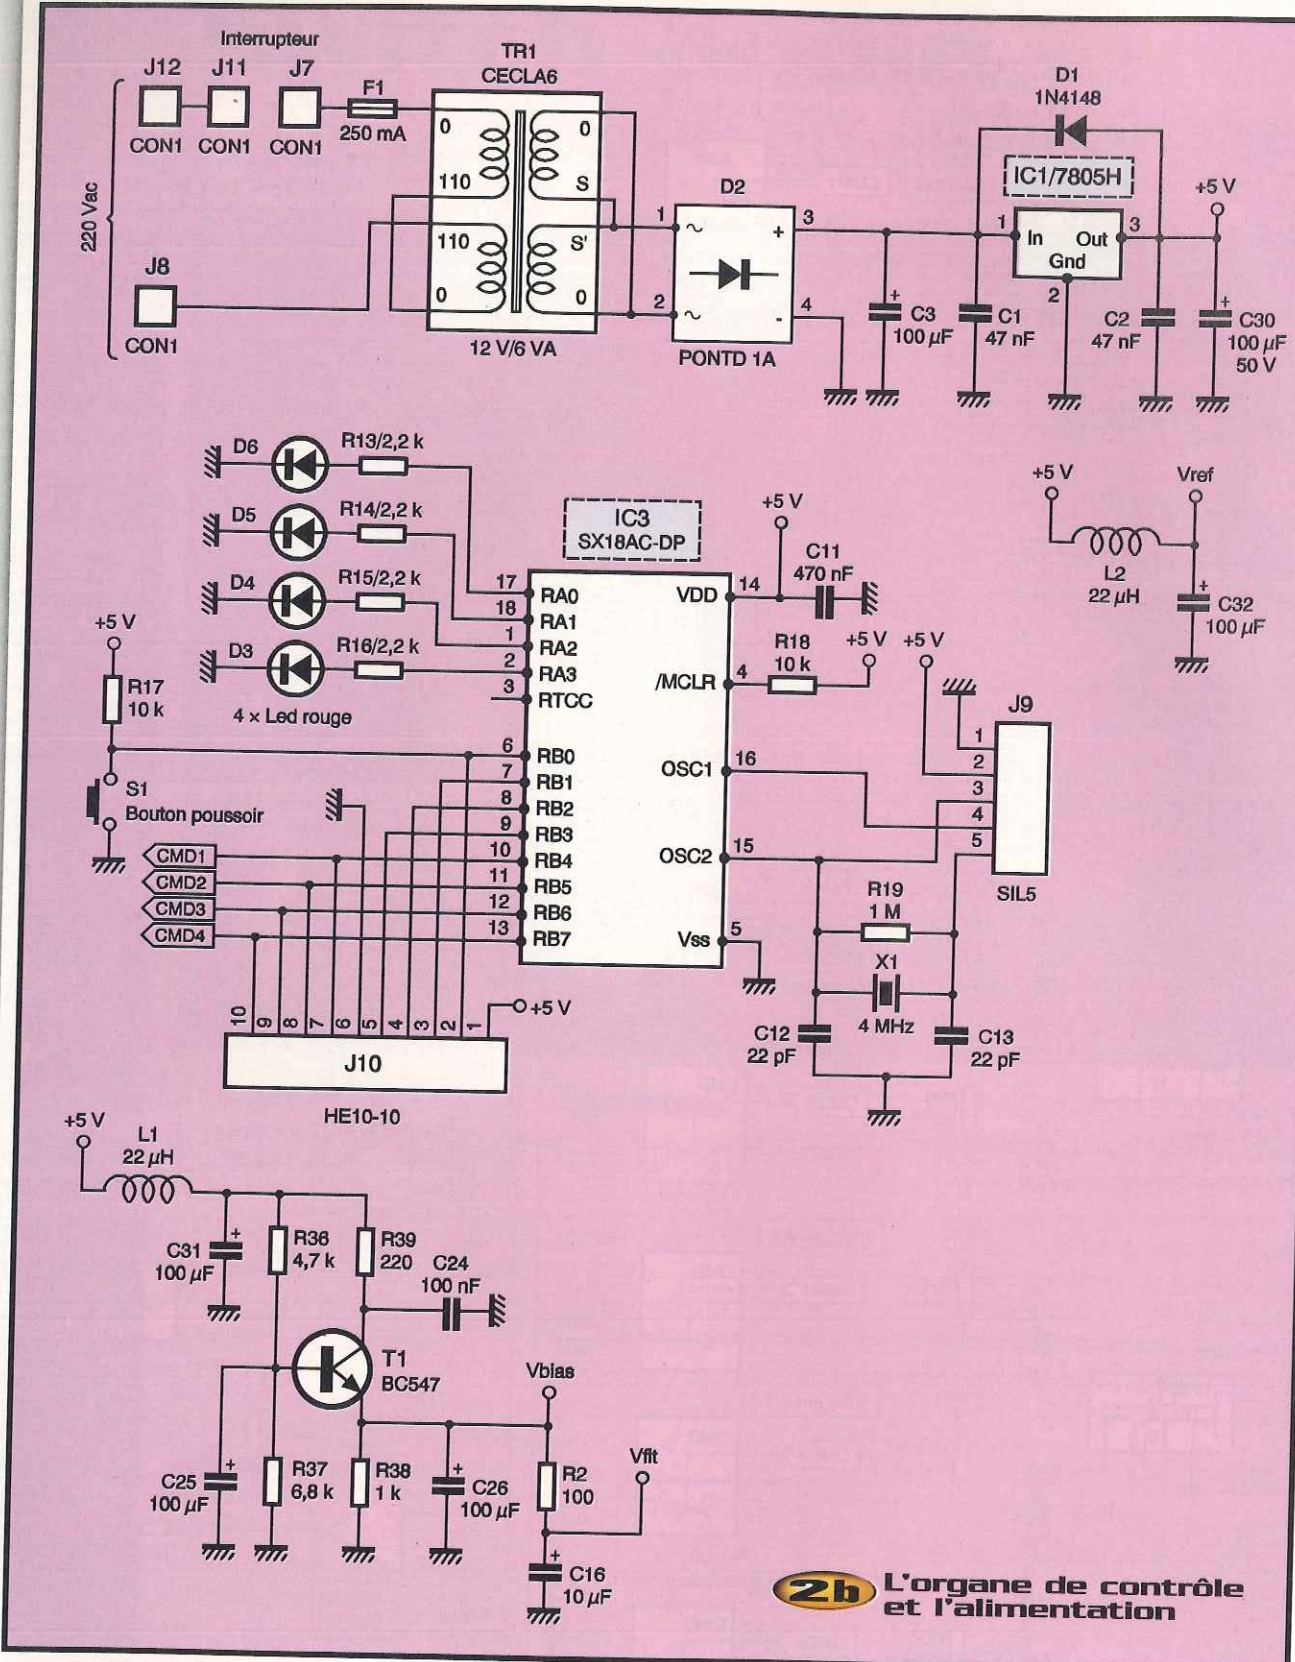 Interrupteur
J12 J11 J7
CON1 CON1 CON1
F1
250 mA
220 Vac
J8
CON1
TR1
CECLA6
0
110
110
0
0
S
S'
0
12 V/6 VA
D2
1
2
3
4
~
~
+
-
PONTD 1A
D1
1N4148
IC1/7805H
1
In Out
Gnd
3
2
+5 V
+
C3
100 µF
C1
47 nF
C2
47 nF
+
C30
100 µF
50 V
D6
R13/2,2 k
D5
R14/2,2 k
D4
R15/2,2 k
D3
R16/2,2 k
4 × Led rouge
+5 V
R17
10 k
S1
Bouton poussoir
CMD1
CMD2
CMD3
CMD4
IC3
SX18AC-DP
17 RA0
18 RA1
1 RA2
2 RA3
3 RTCC
6 RB0
7 RB1
8 RB2
9 RB3
10 RB4
11 RB5
12 RB6
13 RB7
VDD 14
/MCLR 4
OSC1 16
OSC2 15
Vss 5
+5 V
C11
470 nF
R18
10 k
+5 V
+5 V
+5 V
L2
22 µH
Vref
+
C32
100 µF
J9
1
2
3
4
5
SIL5
R19
1 M
X1
4 MHz
C12
22 pF
C13
22 pF
10 9 8 7 6 5 4 3 2 1
+5 V
J10
HE10-10
+5 V
L1
22 µH
+
C31
100 µF
R36
4,7 k
R39
220
C24
100 nF
T1
BC547
Vbias
Vflt
+
C25
100 µF
R37
6,8 k
R38
1 k
+
C26
100 µF
R2
100
+
C16
10 µF
2b L'organe de contrôle
et l'alimentation